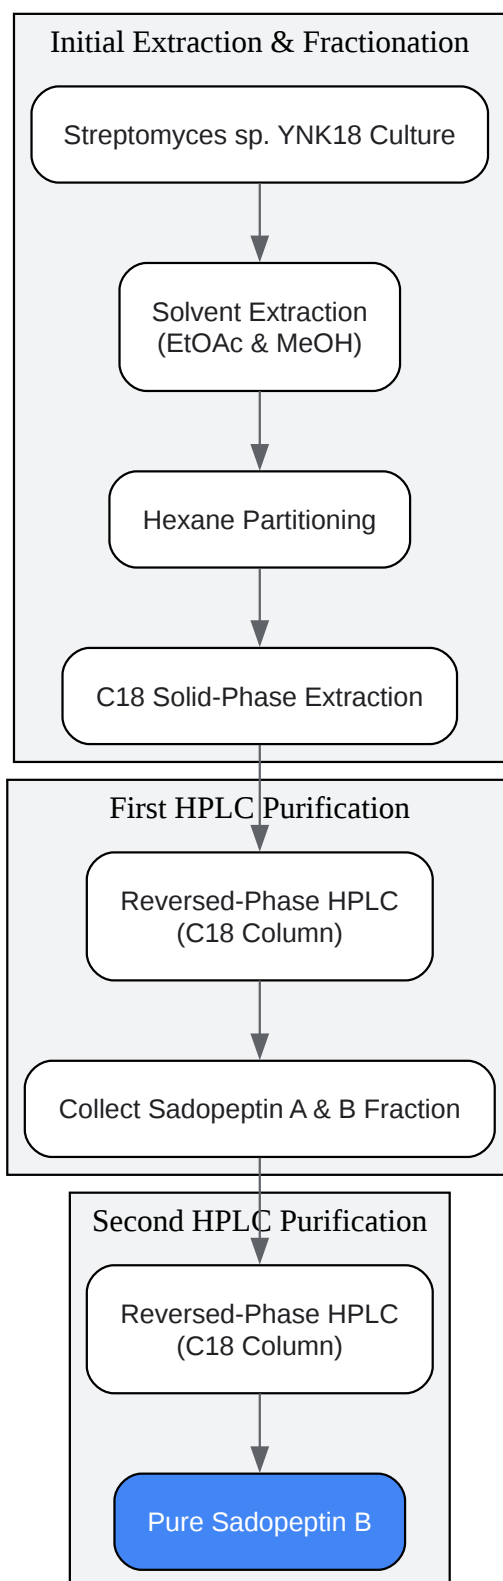 Initial Extraction & Fractionation
Streptomyces sp. YNK18 Culture
Solvent Extraction
(EtOAc & MeOH)
Hexane Partitioning
C18 Solid-Phase Extraction
First HPLC Purification
Reversed-Phase HPLC
(C18 Column)
Collect Sadopeptin A & B Fraction
Second HPLC Purification
Reversed-Phase HPLC
(C18 Column)
Pure Sadopeptin B